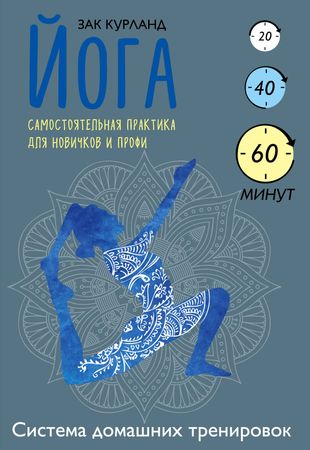 ЗАК КУРЛАНД
ЙОГА
САМОСТОЯТЕЛЬНАЯ ПРАКТИКА
ДЛЯ НОВИЧКОВ И ПРОФИ
20
40
60
МИНУТ
Система домашних тренировок